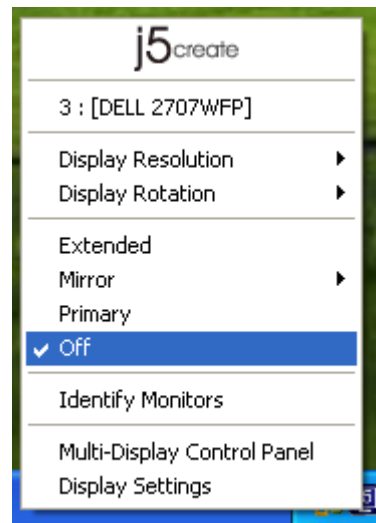 j5create
3 : [DELL 2707WFP]
Display Resolution
Display Rotation
Extended
Mirror
Primary
Off
Identify Monitors
Multi-Display Control Panel
Display Settings